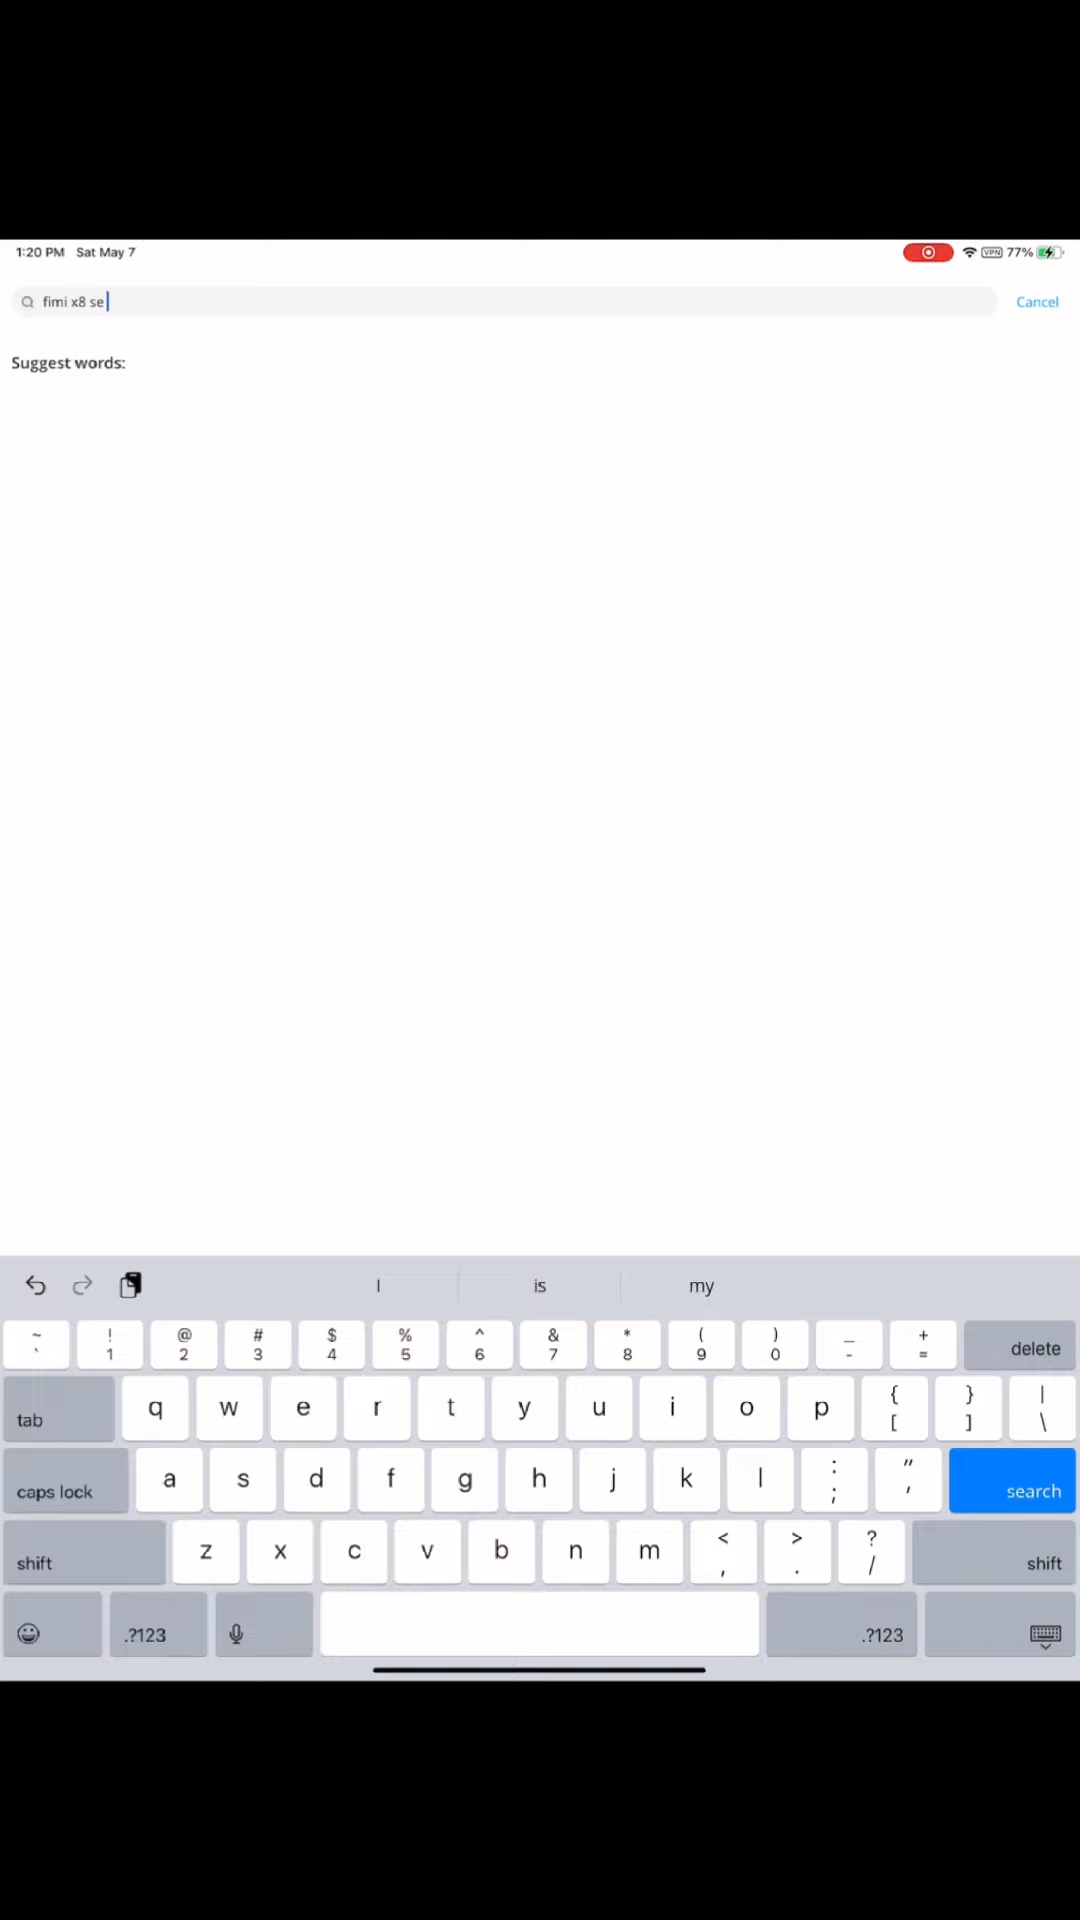 1:20 PM Sat May 7 VPN 77%
fimi x8 se Cancel
Suggest words:
I is my
~ ! @ # $ % ^ & * ( ) _ +
` 1 2 3 4 5 6 7 8 9 0 - = delete
tab q w e r t y u i o p { [ } ] | \
caps lock a s d f g h j k l : ; " ' search
shift z x c v b n m < , > . ? / shift
.?123 .?123